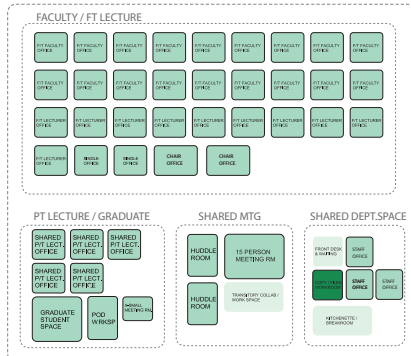 FACULTY / FT LECTURE
F/T FACULTY
OFFICE
F/T FACULTY
OFFICE
F/T FACULTY
OFFICE
F/T FACULTY
OFFICE
F/T FACULTY
OFFICE
F/T FACULTY
OFFICE
F/T FACULTY
OFFICE
F/T FACULTY
OFFICE
F/T FACULTY
OFFICE
F/T FACULTY
OFFICE
F/T FACULTY
OFFICE
F/T FACULTY
OFFICE
F/T FACULTY
OFFICE
F/T FACULTY
OFFICE
F/T FACULTY
OFFICE
F/T FACULTY
OFFICE
F/T FACULTY
OFFICE
F/T FACULTY
OFFICE
F/T LECTURER
OFFICE
F/T LECTURER
OFFICE
F/T LECTURER
OFFICE
F/T LECTURER
OFFICE
F/T LECTURER
OFFICE
F/T LECTURER
OFFICE
F/T LECTURER
OFFICE
F/T LECTURER
OFFICE
F/T LECTURER
OFFICE
F/T LECTURER
OFFICE
SINGLE
OFFICE
SINGLE
OFFICE
CHAIR
OFFICE
CHAIR
OFFICE
PT LECTURE / GRADUATE
SHARED
P/T LECT.
OFFICE
SHARED
P/T LECT.
OFFICE
SHARED
P/T LECT.
OFFICE
SHARED
P/T LECT.
OFFICE
SHARED
P/T LECT.
OFFICE
GRADUATE
STUDENT
SPACE
POD
WRKSP
MEETING RM
SHARED MTG
HUDDLE
ROOM
15 PERSON
MEETING RM
HUDDLE
ROOM
TRANSITORY COLLAB /
WORK SPACE
SHARED DEPT.SPACE
FRONT DESK
& WAITING
STAFF
OFFICE
STAFF
OFFICE
STAFF
OFFICE
KITCHENETTE /
BREAKROOM